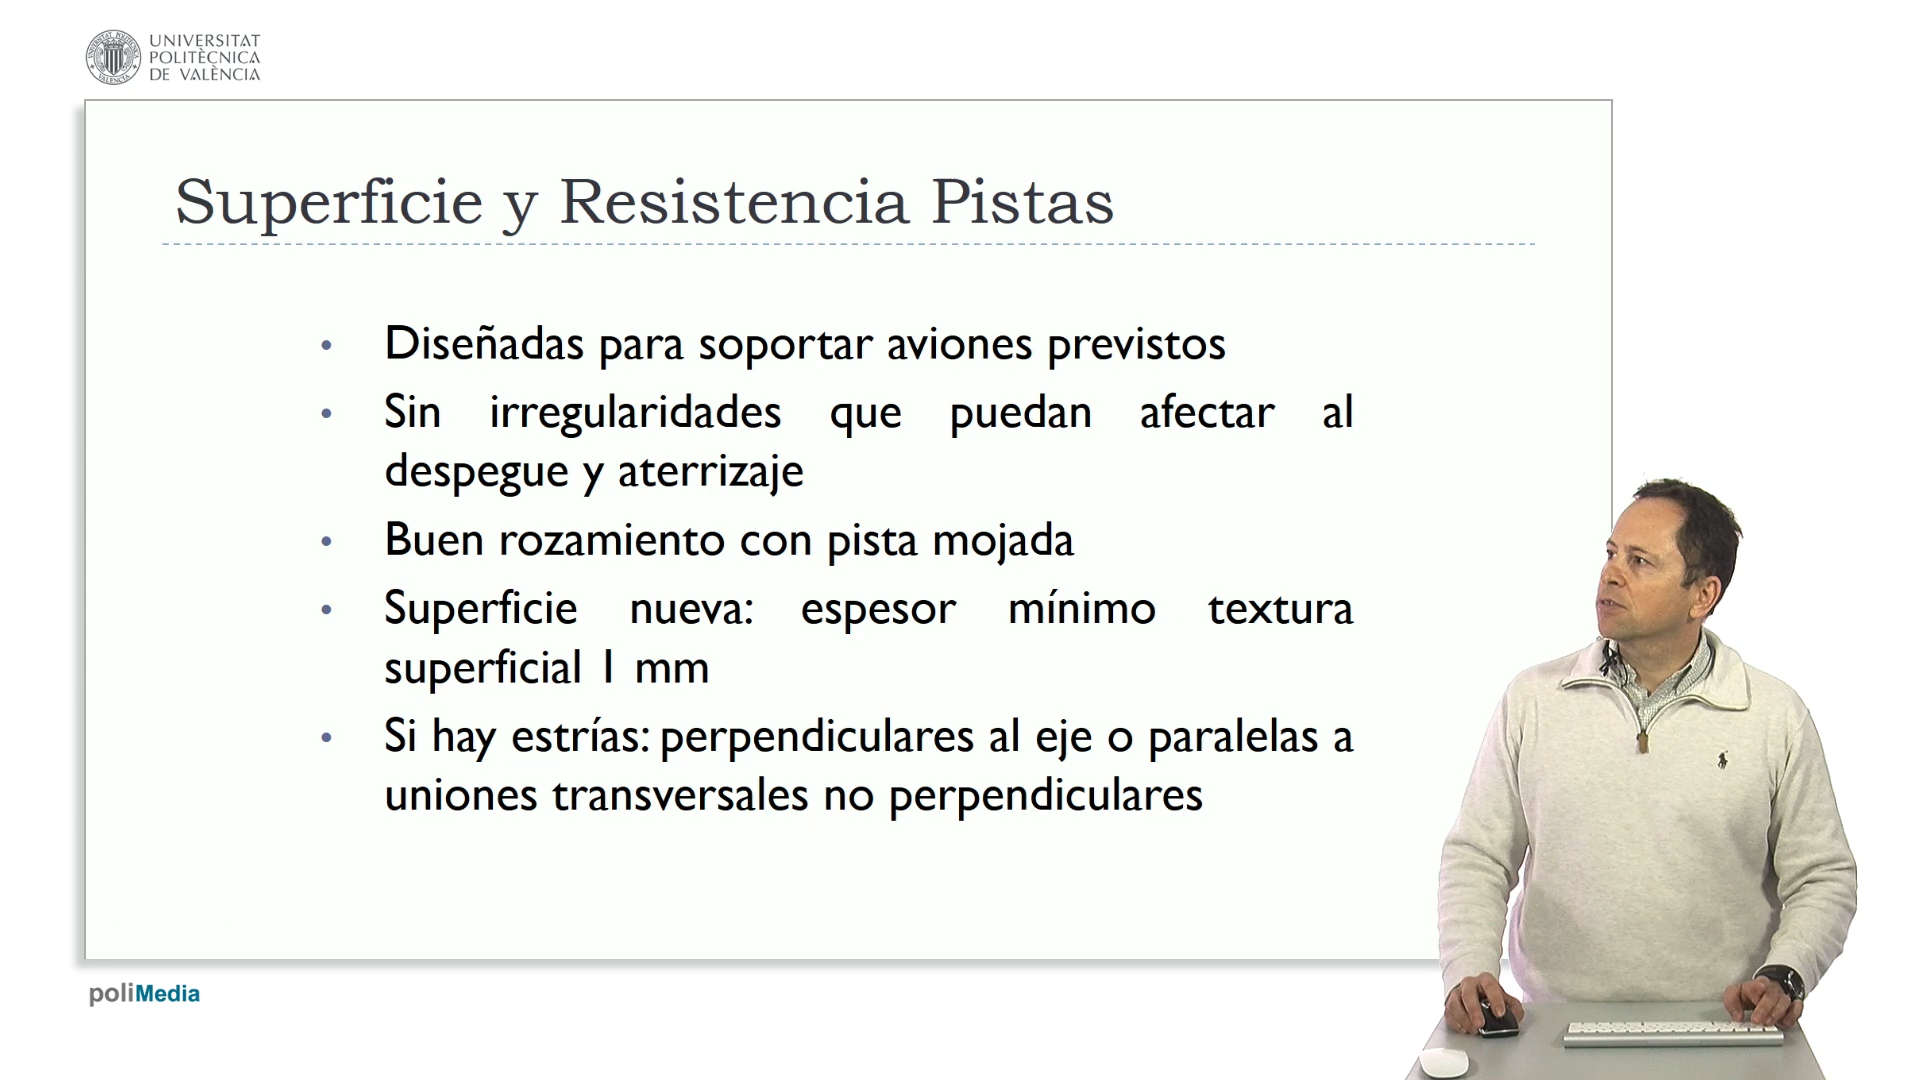 UNIVERSITAT
POLITÈCNICA
DE VALÈNCIA
Superficie y Resistencia Pistas
• Diseñadas para soportar aviones previstos
• Sin irregularidades que puedan afectar al
despegue y aterrizaje
• Buen rozamiento con pista mojada
• Superficie nueva: espesor mínimo textura
superficial 1 mm
• Si hay estrías: perpendiculares al eje o paralelas a
uniones transversales no perpendiculares
poliMedia